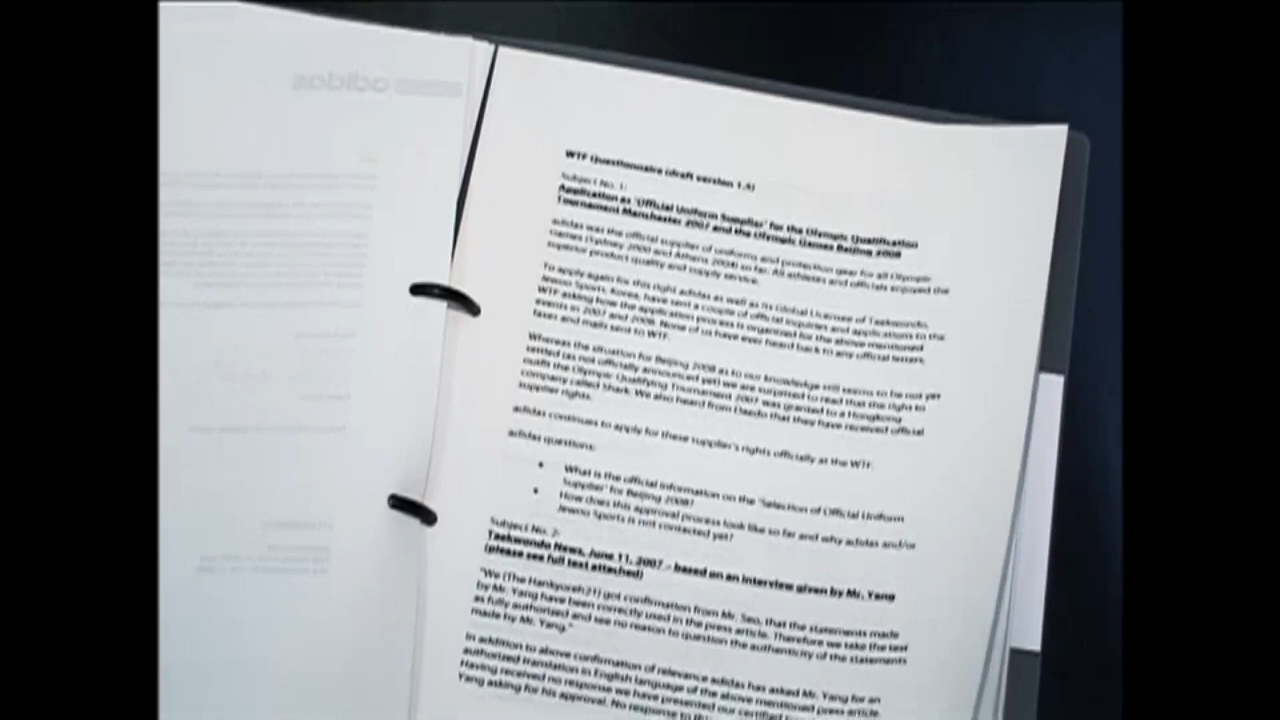 adidas
WTF Questionnaire (draft version 1.5)
Subject No. 1:
Application as 'Official Uniform Supplier' for the Olympic Qualification
Tournament Manchester 2007 and the Olympic Games Beijing 2008
adidas was the official supplier of uniforms and protection gear for all Olympic
Games (Sydney 2000 and Athens 2004) so far. All athletes and officials enjoyed the
superior product quality and supply service.
To apply again for this right adidas as well as its Global Licensee of Taekwondo,
Jewoo Sports, Korea, have sent a couple of official inquiries and applications to the
WTF asking how the application process is organized for the above mentioned
events in 2007 and 2008. None of us have ever heard back to any official letters,
faxes and mails sent to WTF.
Whereas the situation for Beijing 2008 as to our knowledge still seems to be not yet
settled (as not officially announced yet) we are surprised to read that the right to
outfit the Olympic Qualifying Tournament 2007 was granted to a Hongkong
company called Shark. We also heard from Daedo that they have received official
supplier rights.
adidas continues to apply for these supplier's rights officially at the WTF.
adidas questions:
• What is the official information on the 'Selection of Official Uniform
Supplier' for Beijing 2008?
• How does this approval process look like so far and why adidas and/or
Jewoo Sports is not contacted yet?
Subject No. 2:
Taekwondo News, June 11, 2007 – based on an interview given by Mr. Yang
(please see full text attached)
"We (The Hankyoreh21) got confirmation from Mr. Seo, that the statements made
by Mr. Yang have been correctly used in the press article. Therefore we take the text
as fully authorized and see no reason to question the authenticity of the statements
made by Mr. Yang."
In addition to above confirmation of relevance adidas has asked Mr. Yang for an
authorized translation in English language of the above mentioned press article.
Having received no response we have presented our certified
Yang asking for his approval. No response to